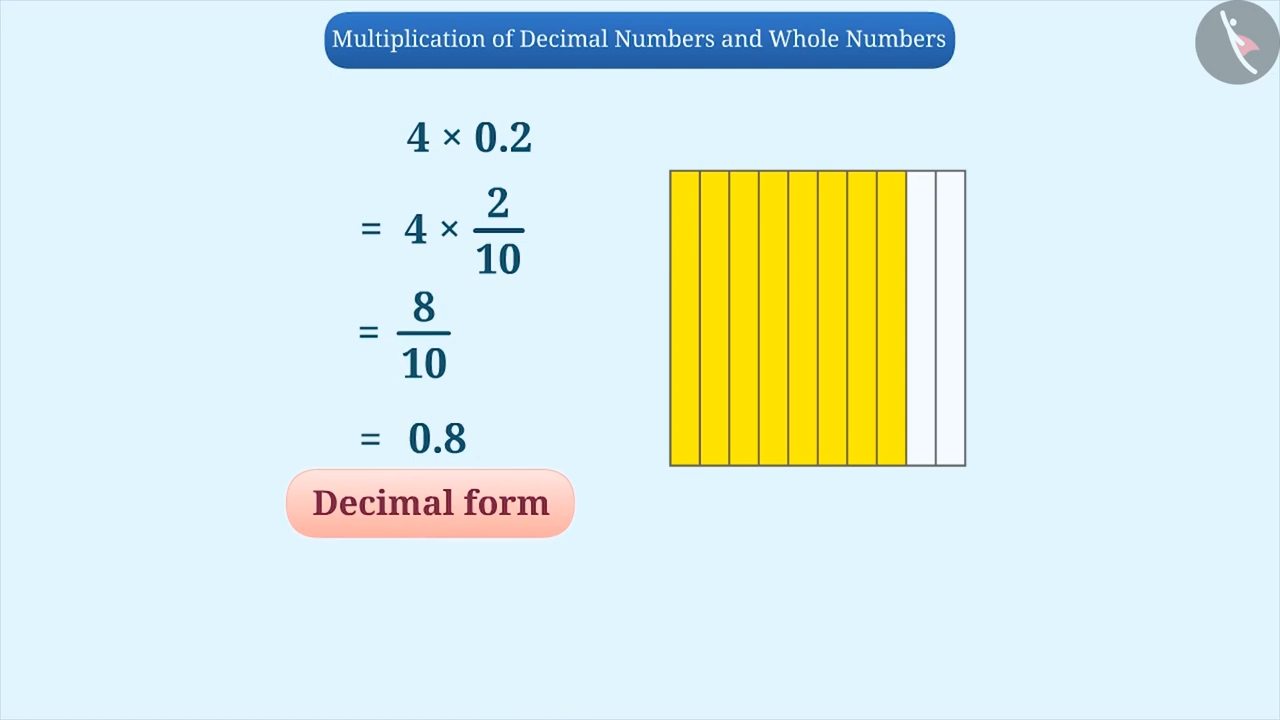 Multiplication of Decimal Numbers and Whole Numbers
4 × 0.2
= 4 × 2/10
= 8/10
= 0.8
Decimal form